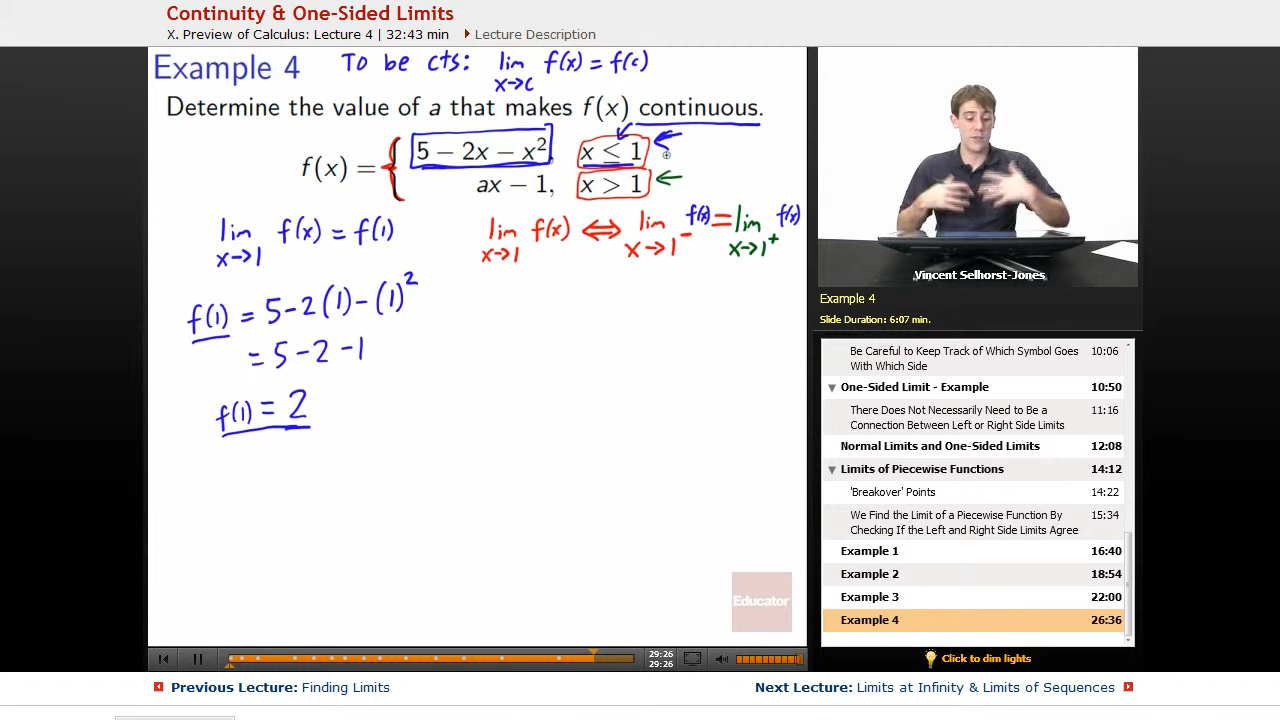 Continuity & One-Sided Limits
X. Preview of Calculus: Lecture 4 | 32:43 min
Lecture Description
Example 4 To be cts: lim x→c f(x) = f(c)
Determine the value of a that makes f(x) continuous.
f(x) = { 5 − 2x − x², x ≤ 1
ax − 1, x > 1
lim x→1 f(x) = f(1) lim x→1 f(x) ⇔ lim x→1⁻ f(x) = lim x→1⁺ f(x)
f(1) = 5 − 2(1) − (1)²
= 5 − 2 − 1
f(1) = 2
Educator
Vincent Selhorst-Jones
Example 4
Slide Duration: 6:07 min.
Be Careful to Keep Track of Which Symbol Goes 10:06
With Which Side
One-Sided Limit - Example 10:50
There Does Not Necessarily Need to Be a 11:16
Connection Between Left or Right Side Limits
Normal Limits and One-Sided Limits 12:08
Limits of Piecewise Functions 14:12
'Breakover' Points 14:22
We Find the Limit of a Piecewise Function By 15:34
Checking If the Left and Right Side Limits Agree
Example 1 16:40
Example 2 18:54
Example 3 22:00
Example 4 26:36
29:26
29:26
Click to dim lights
Previous Lecture: Finding Limits
Next Lecture: Limits at Infinity & Limits of Sequences